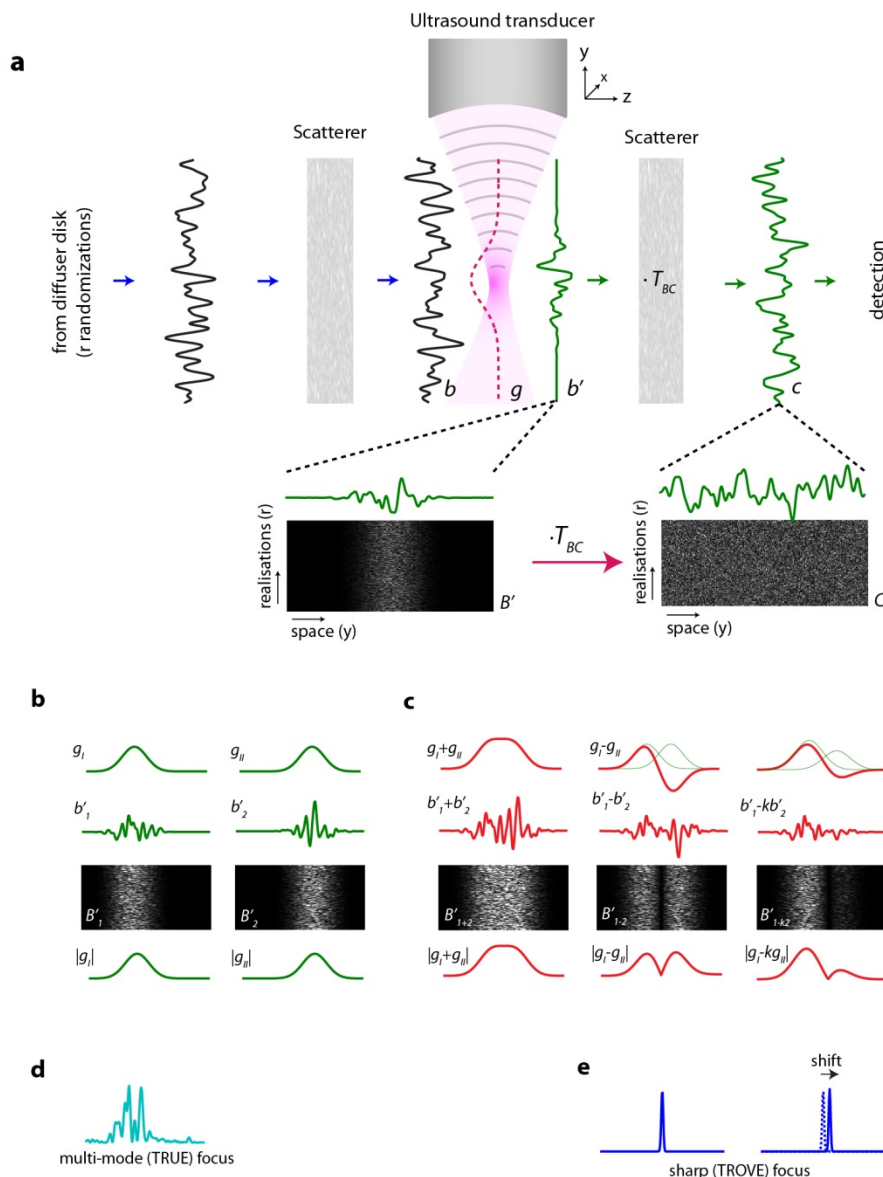 a
Ultrasound transducer
y
x
z
Scatterer
Scatterer
from diffuser disk
(r randomizations)
b
g
b′
· T_BC
c
detection
realisations (r)
space (y)
B′
·T_BC
realisations (r)
space (y)
C
b
g_I
g_II
b′_1
b′_2
B′_1
B′_2
|g_I|
|g_II|
c
g_I+g_II
g_I-g_II
b′_1+b′_2
b′_1-b′_2
b′_1-kb′_2
B′_1+2
B′_1-2
B′_1-k2
|g_I+g_II|
|g_I-g_II|
|g_I-kg_II|
d
multi-mode (TRUE) focus
e
shift
sharp (TROVE) focus